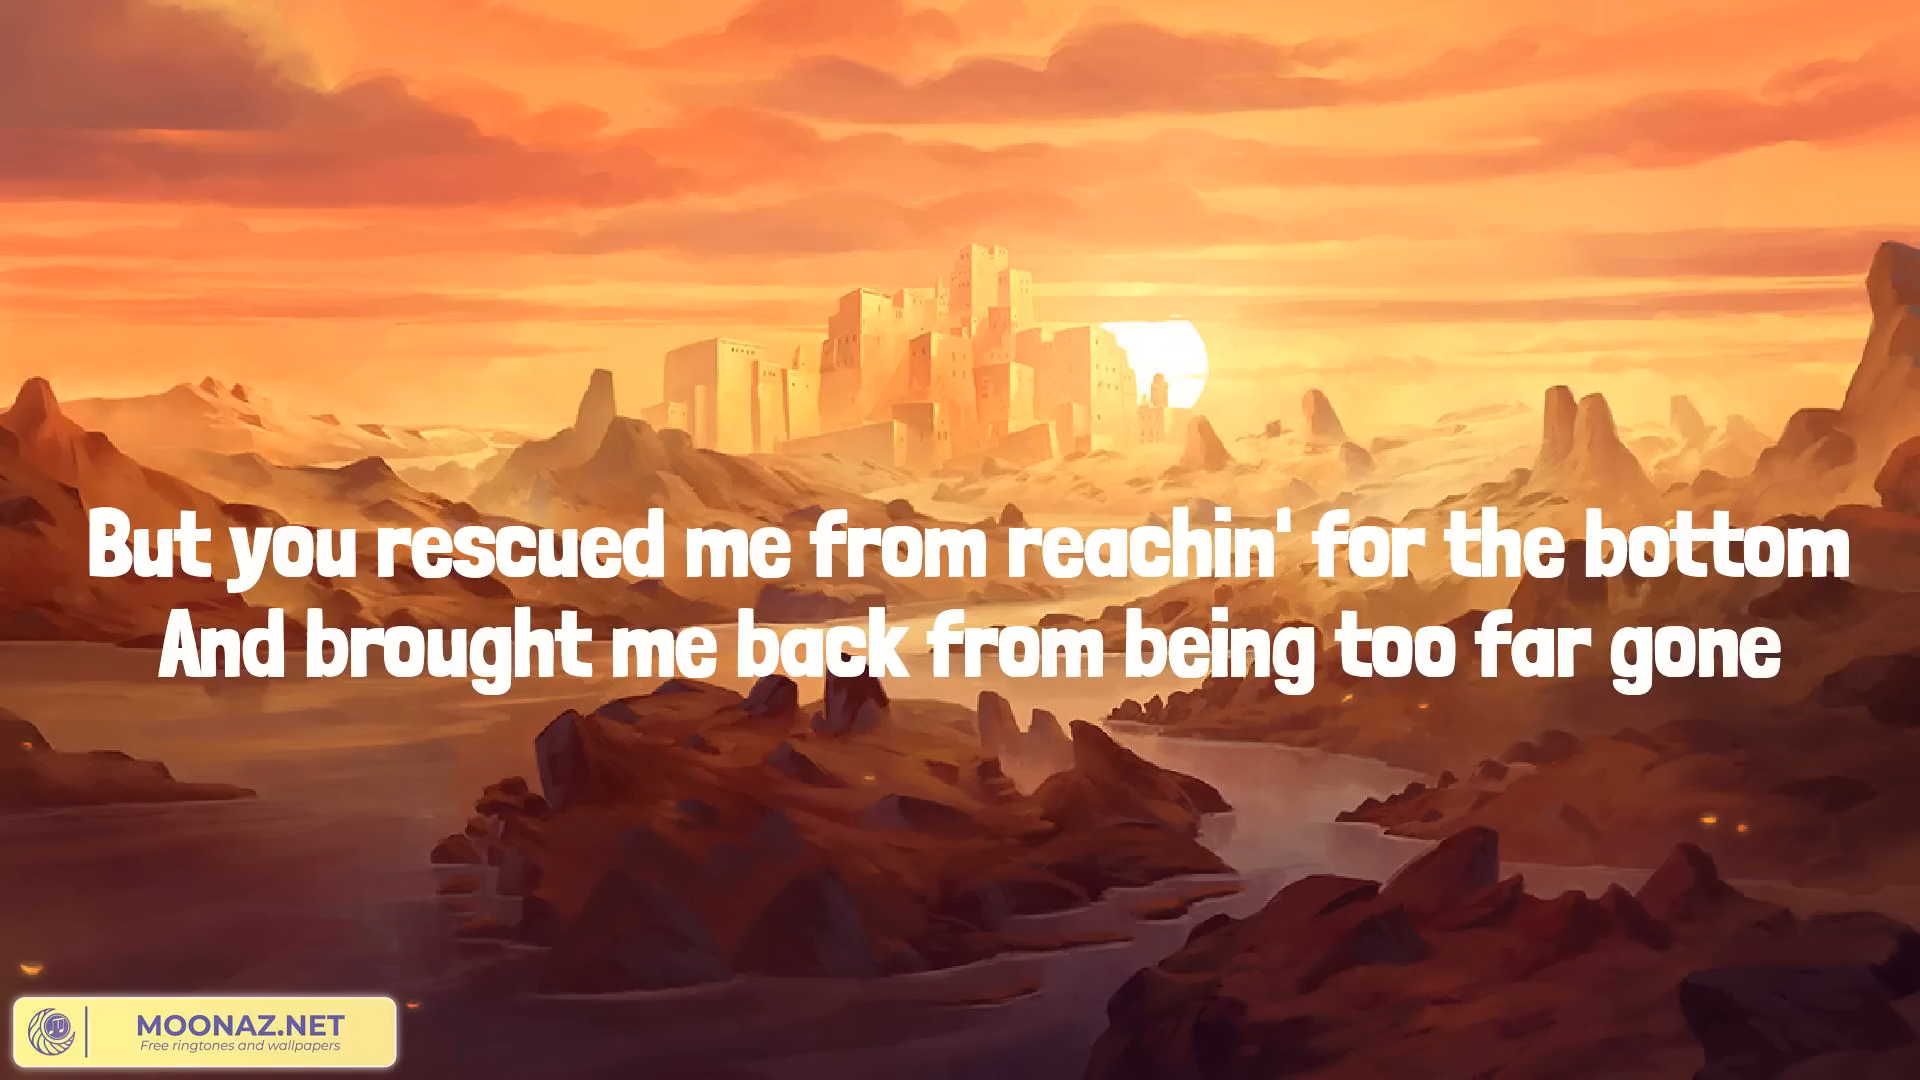 But you rescued me from reachin' for the bottom
And brought me back from being too far gone
MOONAZ.NET
Free ringtones and wallpapers